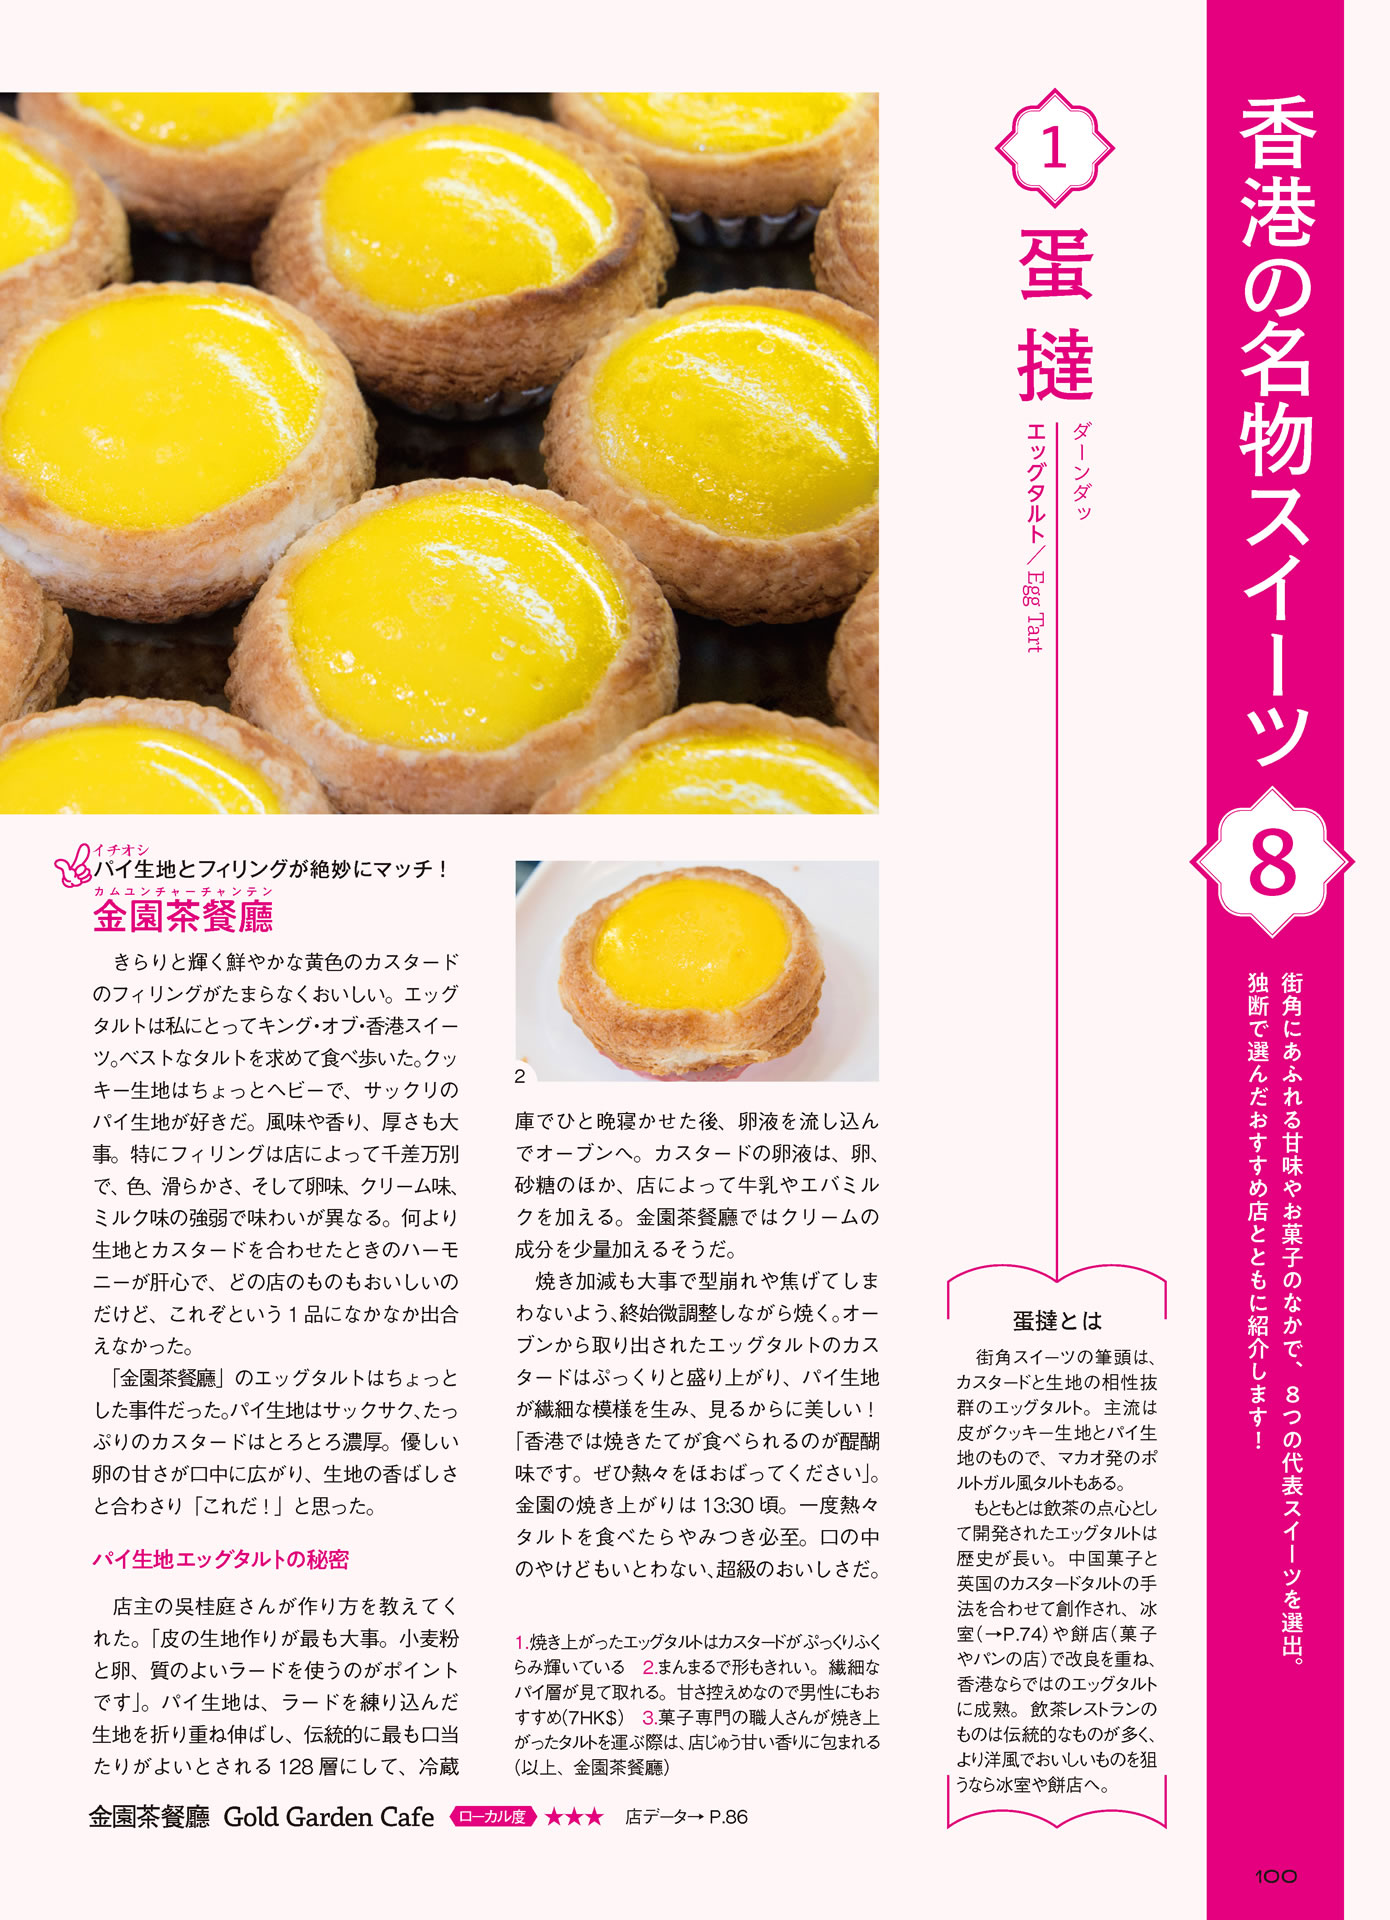 香港の名物スイーツ
8
街角にあふれる甘味やお菓子のなかで、8つの代表スイーツを選出。
独断で選んだおすすめ店とともに紹介します！
1
蛋撻
ダーンダッ
エッグタルト／Egg Tart
イチオシ
パイ生地とフィリングが絶妙にマッチ！
カムユンチャーチャンテン
金園茶餐廳
きらりと輝く鮮やかな黄色のカスタード
のフィリングがたまらなくおいしい。エッグ
タルトは私にとってキング・オブ・香港スイー
ツ。ベストなタルトを求めて食べ歩いた。クッ
キー生地はちょっとヘビーで、サックリの
パイ生地が好きだ。風味や香り、厚さも大
事。特にフィリングは店によって千差万別
で、色、滑らかさ、そして卵味、クリーム味、
ミルク味の強弱で味わいが異なる。何より
生地とカスタードを合わせたときのハーモ
ニーが肝心で、どの店のものもおいしいの
だけど、これぞという1品になかなか出合
えなかった。
「金園茶餐廳」のエッグタルトはちょっと
した事件だった。パイ生地はサックサク、たっ
ぷりのカスタードはとろとろ濃厚。優しい
卵の甘さが口中に広がり、生地の香ばしさ
と合わさり「これだ！」と思った。
パイ生地エッグタルトの秘密
店主の呉桂庭さんが作り方を教えてく
れた。「皮の生地作りが最も大事。小麦粉
と卵、質のよいラードを使うのがポイント
です」。パイ生地は、ラードを練り込んだ
生地を折り重ね伸ばし、伝統的に最も口当
たりがよいとされる128層にして、冷蔵
2
庫でひと晩寝かせた後、卵液を流し込ん
でオーブンへ。カスタードの卵液は、卵、
砂糖のほか、店によって牛乳やエバミル
クを加える。金園茶餐廳ではクリームの
成分を少量加えるそうだ。
焼き加減も大事で型崩れや焦げてしま
わないよう、終始微調整しながら焼く。オー
ブンから取り出されたエッグタルトのカス
タードはぷっくりと盛り上がり、パイ生地
が繊細な模様を生み、見るからに美しい！
「香港では焼きたてが食べられるのが醍醐
味です。ぜひ熱々をほおばってください」。
金園の焼き上がりは13:30頃。一度熱々
タルトを食べたらやみつき必至。口の中
のやけどもいとわない、超級のおいしさだ。
1.焼き上がったエッグタルトはカスタードがぷっくりふく
らみ輝いている　2.まんまるで形もきれい。繊細な
パイ層が見て取れる。甘さ控えめなので男性にもお
すすめ(7HK$)　3.菓子専門の職人さんが焼き上
がったタルトを運ぶ際は、店じゅう甘い香りに包まれる
(以上、金園茶餐廳)
金園茶餐廳 Gold Garden Cafe ローカル度 ★★★ 店データ→P.86
蛋撻とは
街角スイーツの筆頭は、
カスタードと生地の相性抜
群のエッグタルト。主流は
皮がクッキー生地とパイ生
地のもので、マカオ発のポ
ルトガル風タルトもある。
もともとは飲茶の点心とし
て開発されたエッグタルトは
歴史が長い。中国菓子と
英国のカスタードタルトの手
法を合わせて創作され、氷
室(→P.74)や餅店(菓子
やパンの店)で改良を重ね、
香港ならではのエッグタルト
に成熟。飲茶レストランの
ものは伝統的なものが多く、
より洋風でおいしいものを狙
うなら氷室や餅店へ。
100